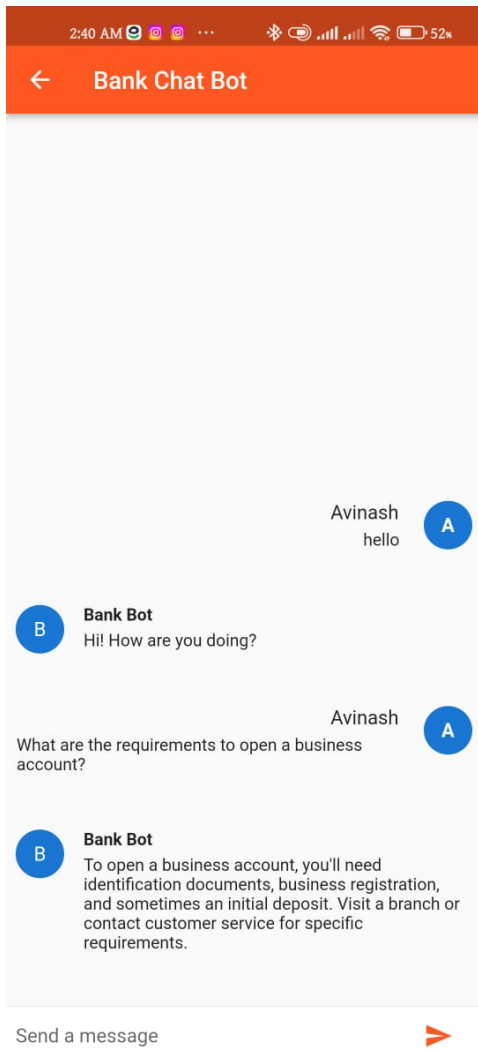 2:40 AM ... 52%
Bank Chat Bot
Avinash
A
hello
Bank Bot
B
Hi! How are you doing?
Avinash
A
What are the requirements to open a business
account?
Bank Bot
B
To open a business account, you'll need
identification documents, business registration,
and sometimes an initial deposit. Visit a branch or
contact customer service for specific
requirements.
Send a message